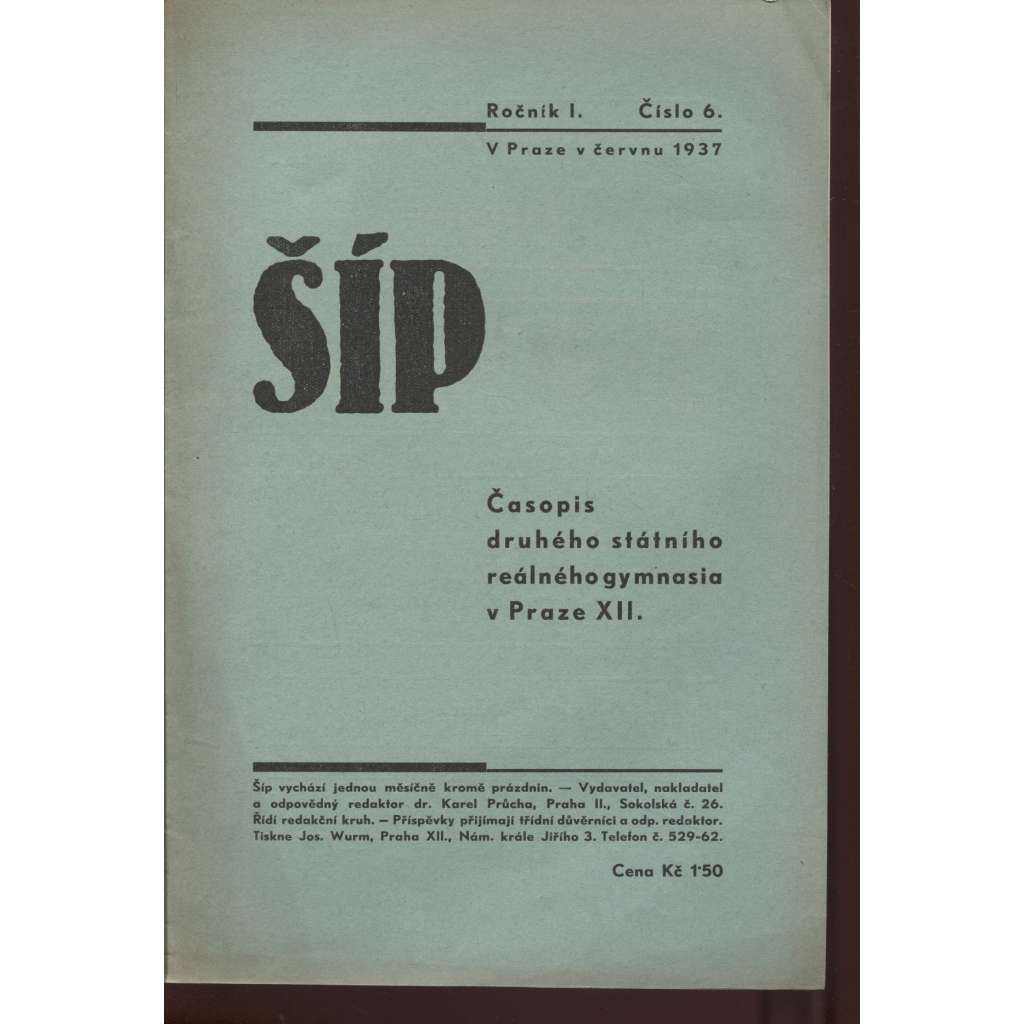 Ročník I. Číslo 6.
V Praze v červnu 1937
ŠÍP
Časopis
druhého státního
reálného gymnasia
v Praze XII.
Šíp vychází jednou měsíčně kromě prázdnin. — Vydavatel, nakladatel
a odpovědný redaktor dr. Karel Průcha, Praha II., Sokolská č. 26.
Řídí redakční kruh. – Příspěvky přijímají třídní důvěrníci a odp. redaktor.
Tiskne Jos. Wurm, Praha XII., Nám. krále Jiřího 3. Telefon č. 529-62.
Cena Kč 1·50